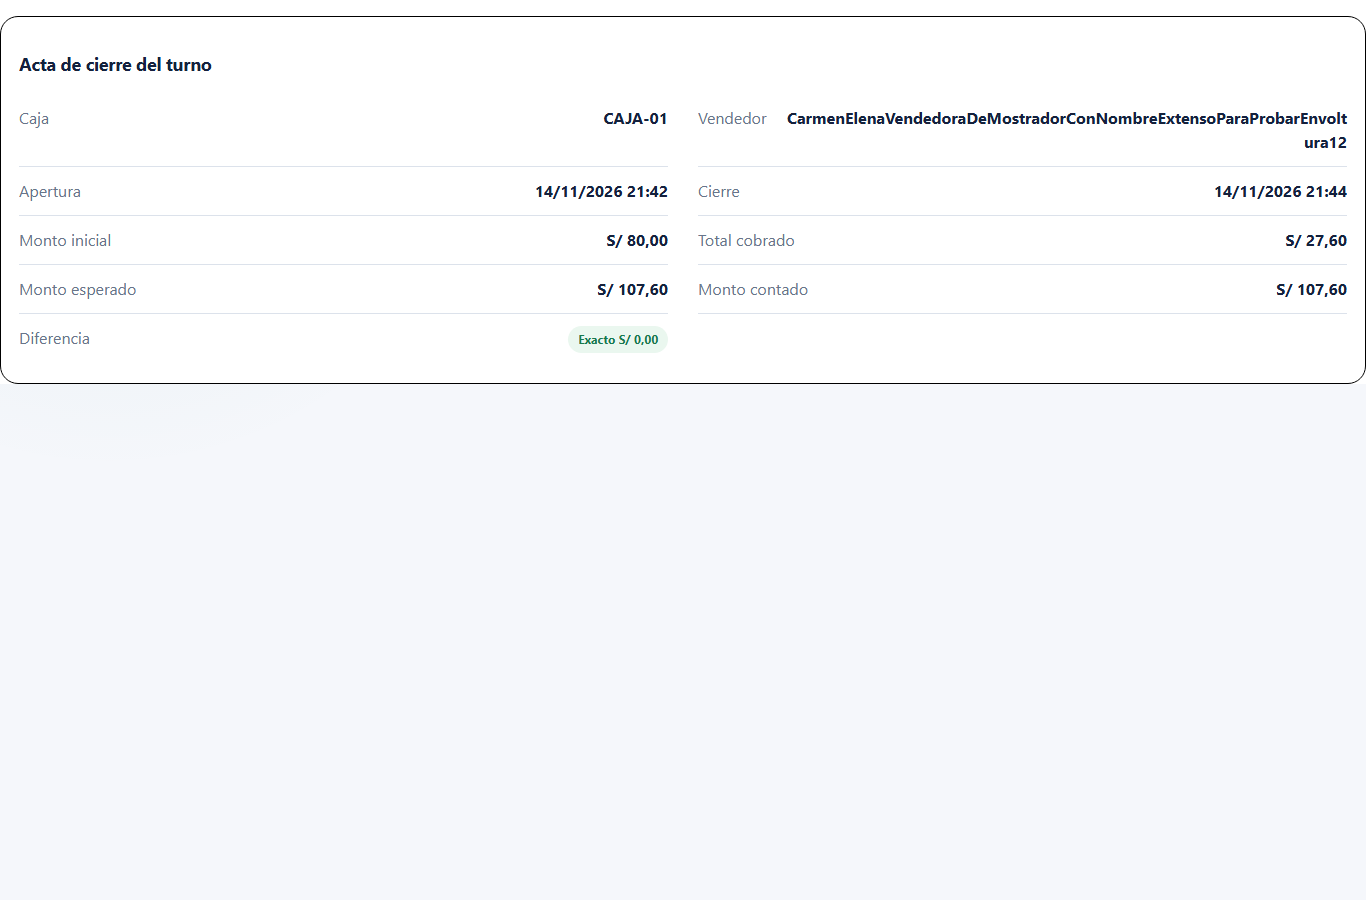 Acta de cierre del turno
Caja CAJA-01
Vendedor CarmenElenaVendedoraDeMostradorConNombreExtensoParaProbarEnvolt
ura12
Apertura 14/11/2026 21:42
Cierre 14/11/2026 21:44
Monto inicial S/ 80,00
Total cobrado S/ 27,60
Monto esperado S/ 107,60
Monto contado S/ 107,60
Diferencia Exacto S/ 0,00